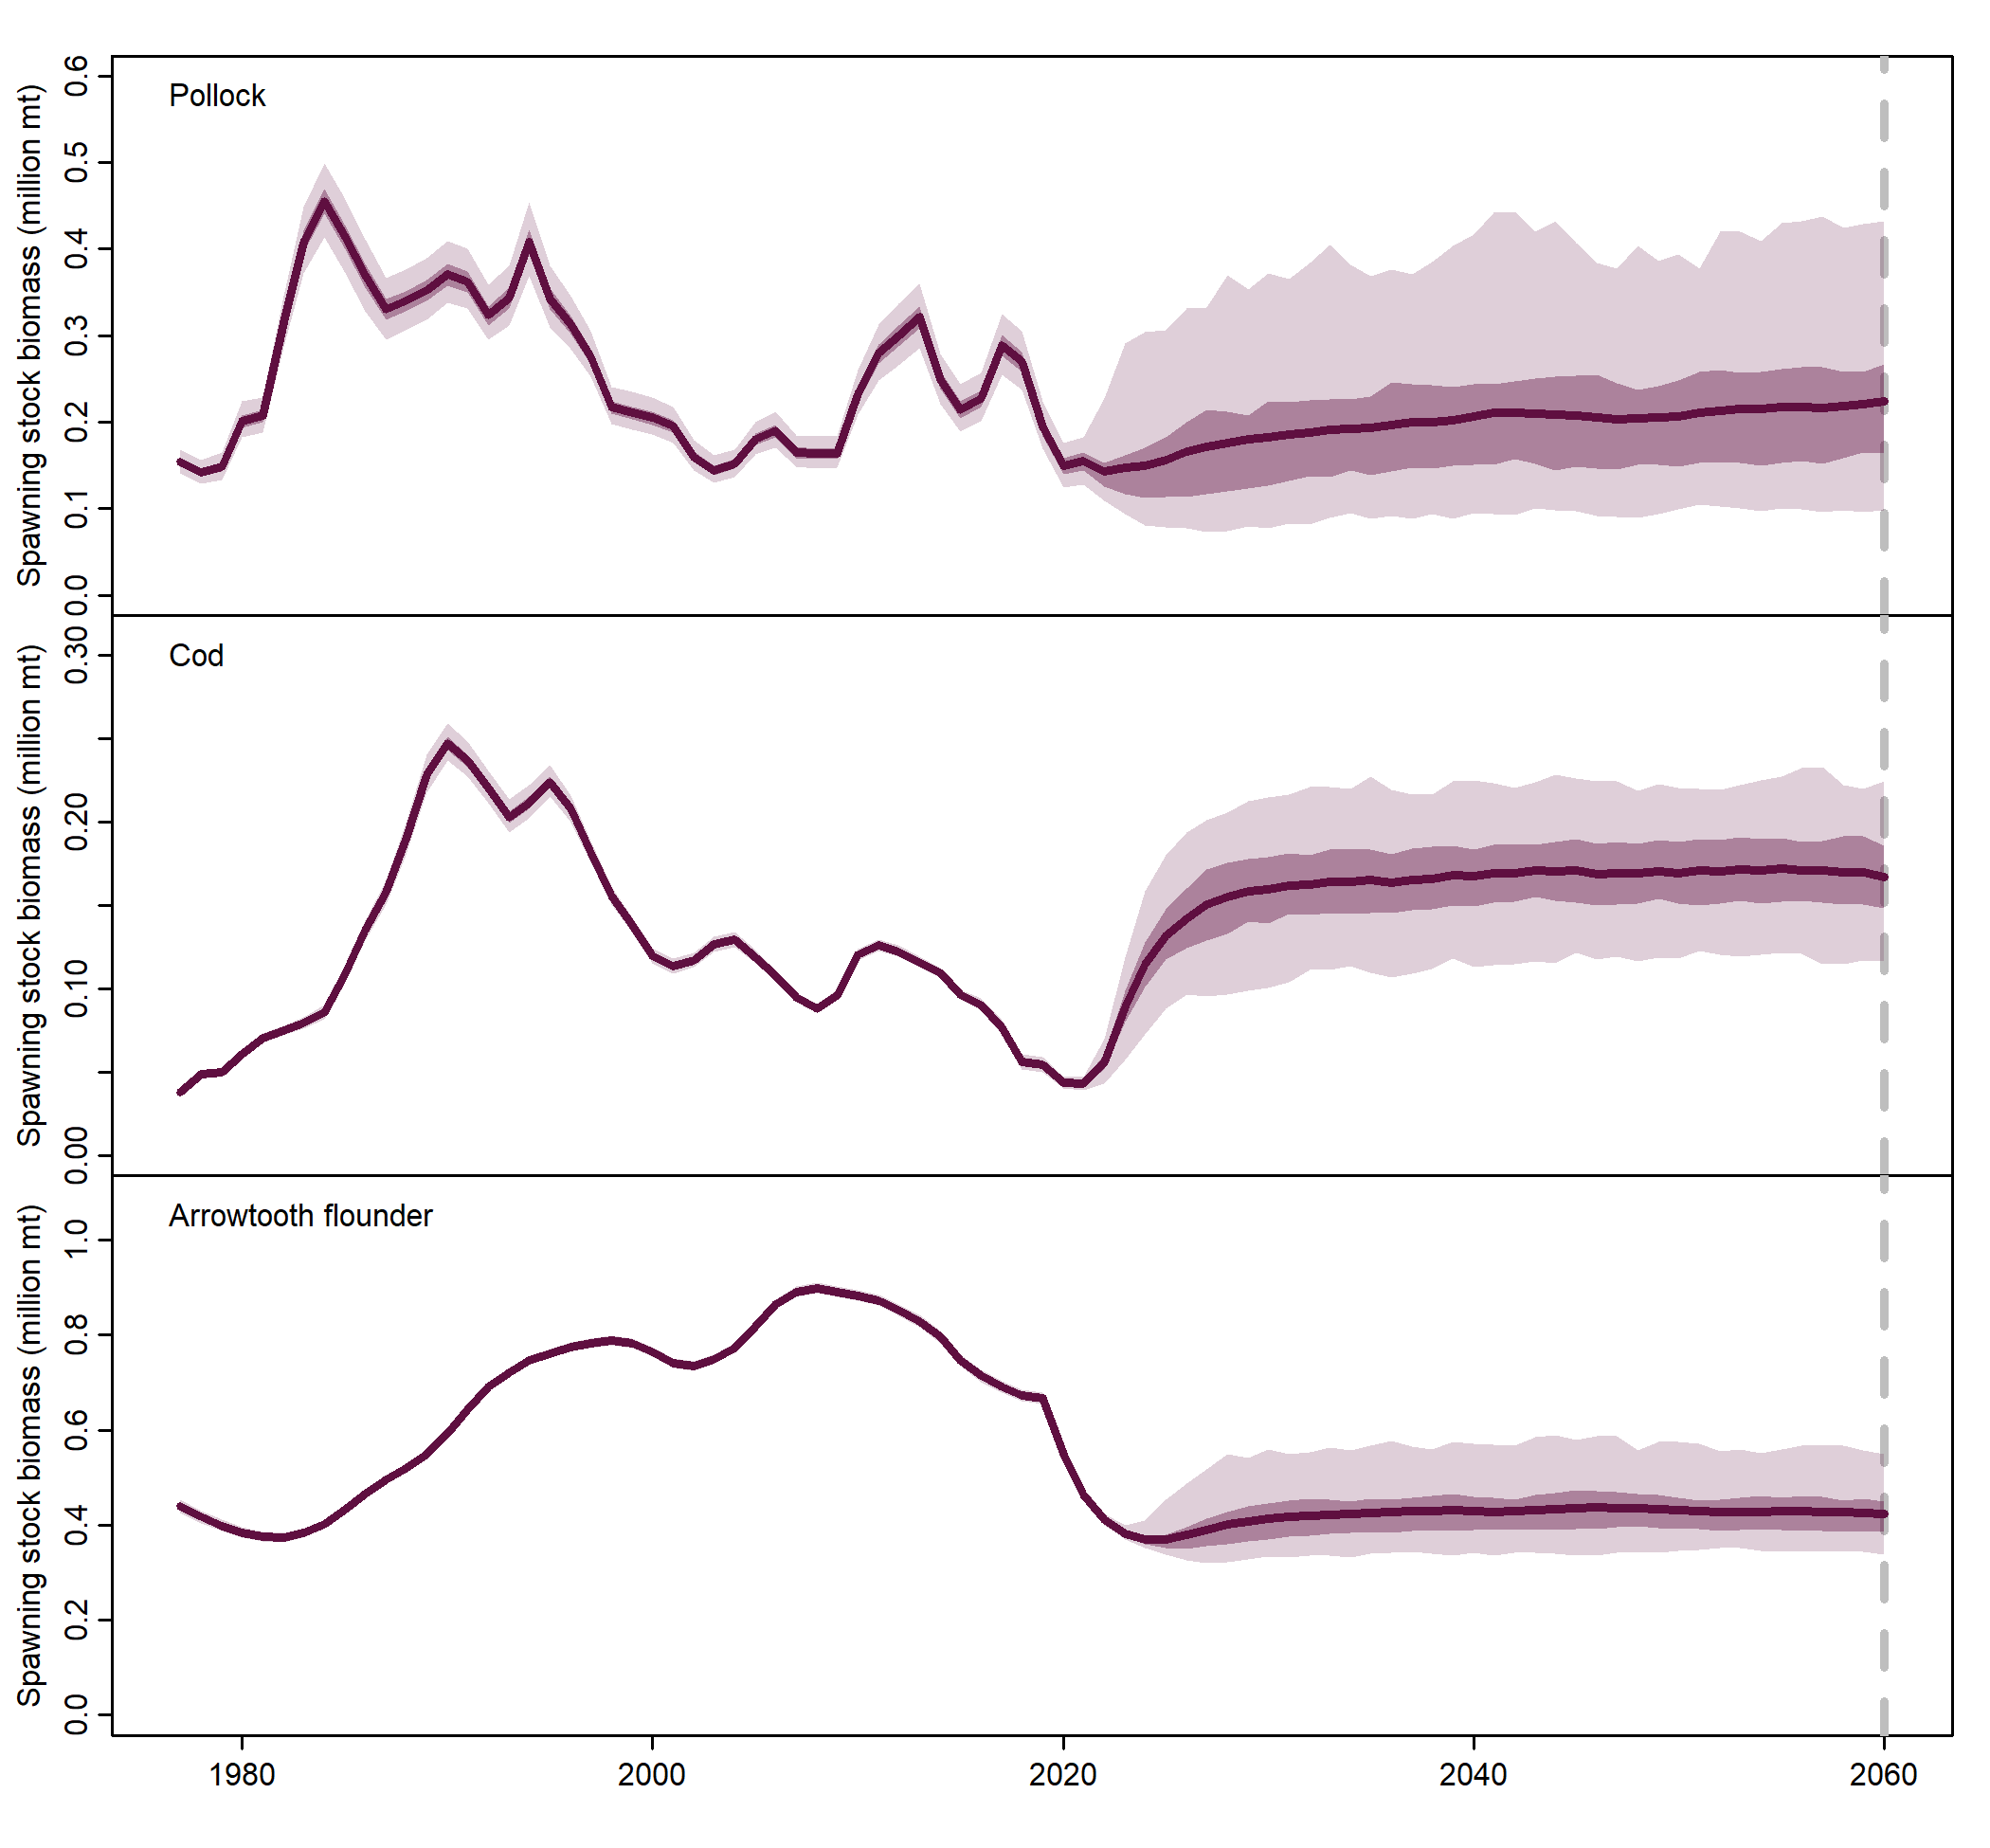 Pollock
Spawning stock biomass (million mt)
0.6
0.5
0.4
0.3
0.2
0.1
0.0
Cod
Spawning stock biomass (million mt)
0.30
0.20
0.10
0.00
Arrowtooth flounder
Spawning stock biomass (million mt)
1.0
0.8
0.6
0.4
0.2
0.0
1980 2000 2020 2040 2060